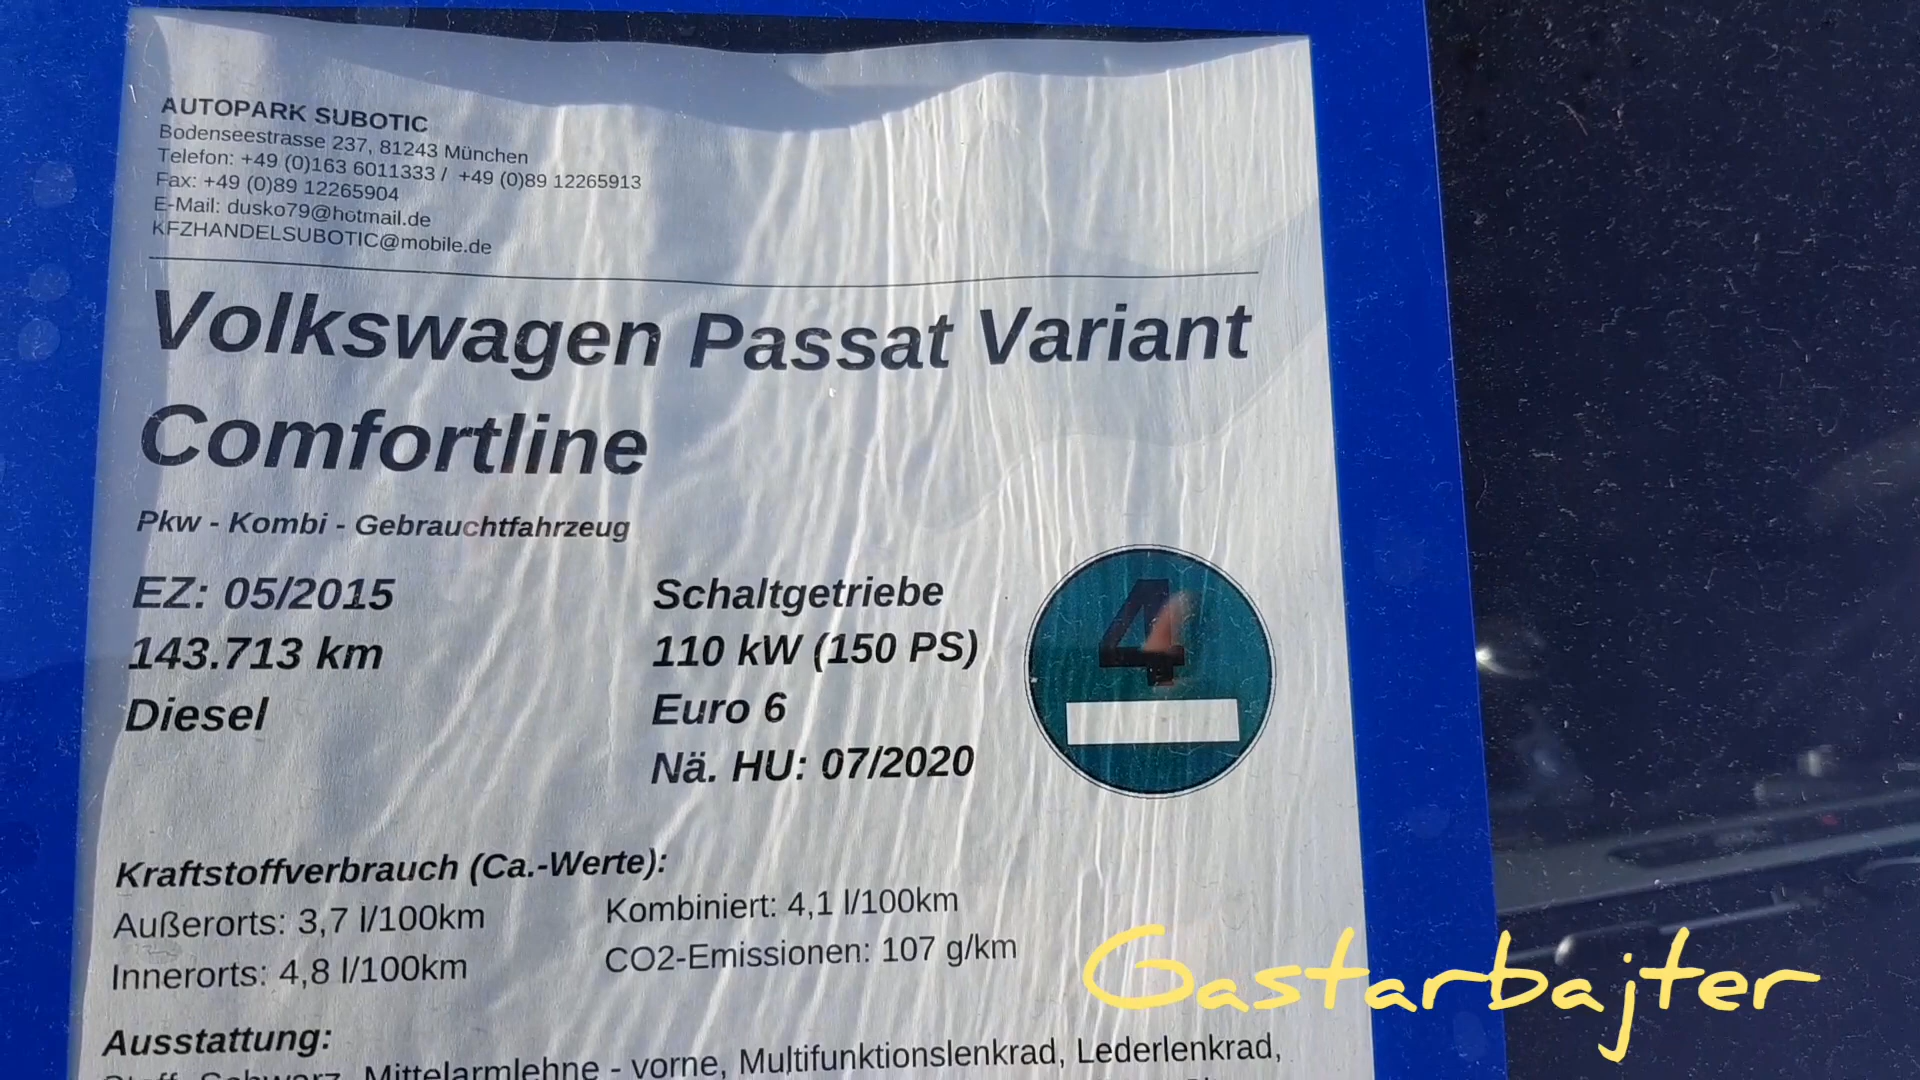 AUTOPARK SUBOTIC
Bodenseestrasse 237, 81243 München
Telefon: +49 (0)163 6011333 / +49 (0)89 12265913
Fax: +49 (0)89 12265904
E-Mail: dusko79@hotmail.de
KFZHANDELSUBOTIC@mobile.de
Volkswagen Passat Variant
Comfortline
Pkw - Kombi - Gebrauchtfahrzeug
EZ: 05/2015
143.713 km
Diesel
Schaltgetriebe
110 kW (150 PS)
Euro 6
Nä. HU: 07/2020
4
Kraftstoffverbrauch (Ca.-Werte):
Außerorts: 3,7 l/100km
Innerorts: 4,8 l/100km
Kombiniert: 4,1 l/100km
CO2-Emissionen: 107 g/km
Ausstattung:
Stoff, Schwarz, Mittelarmlehne - vorne, Multifunktionslenkrad, Lederlenkrad,
Gastarbajter